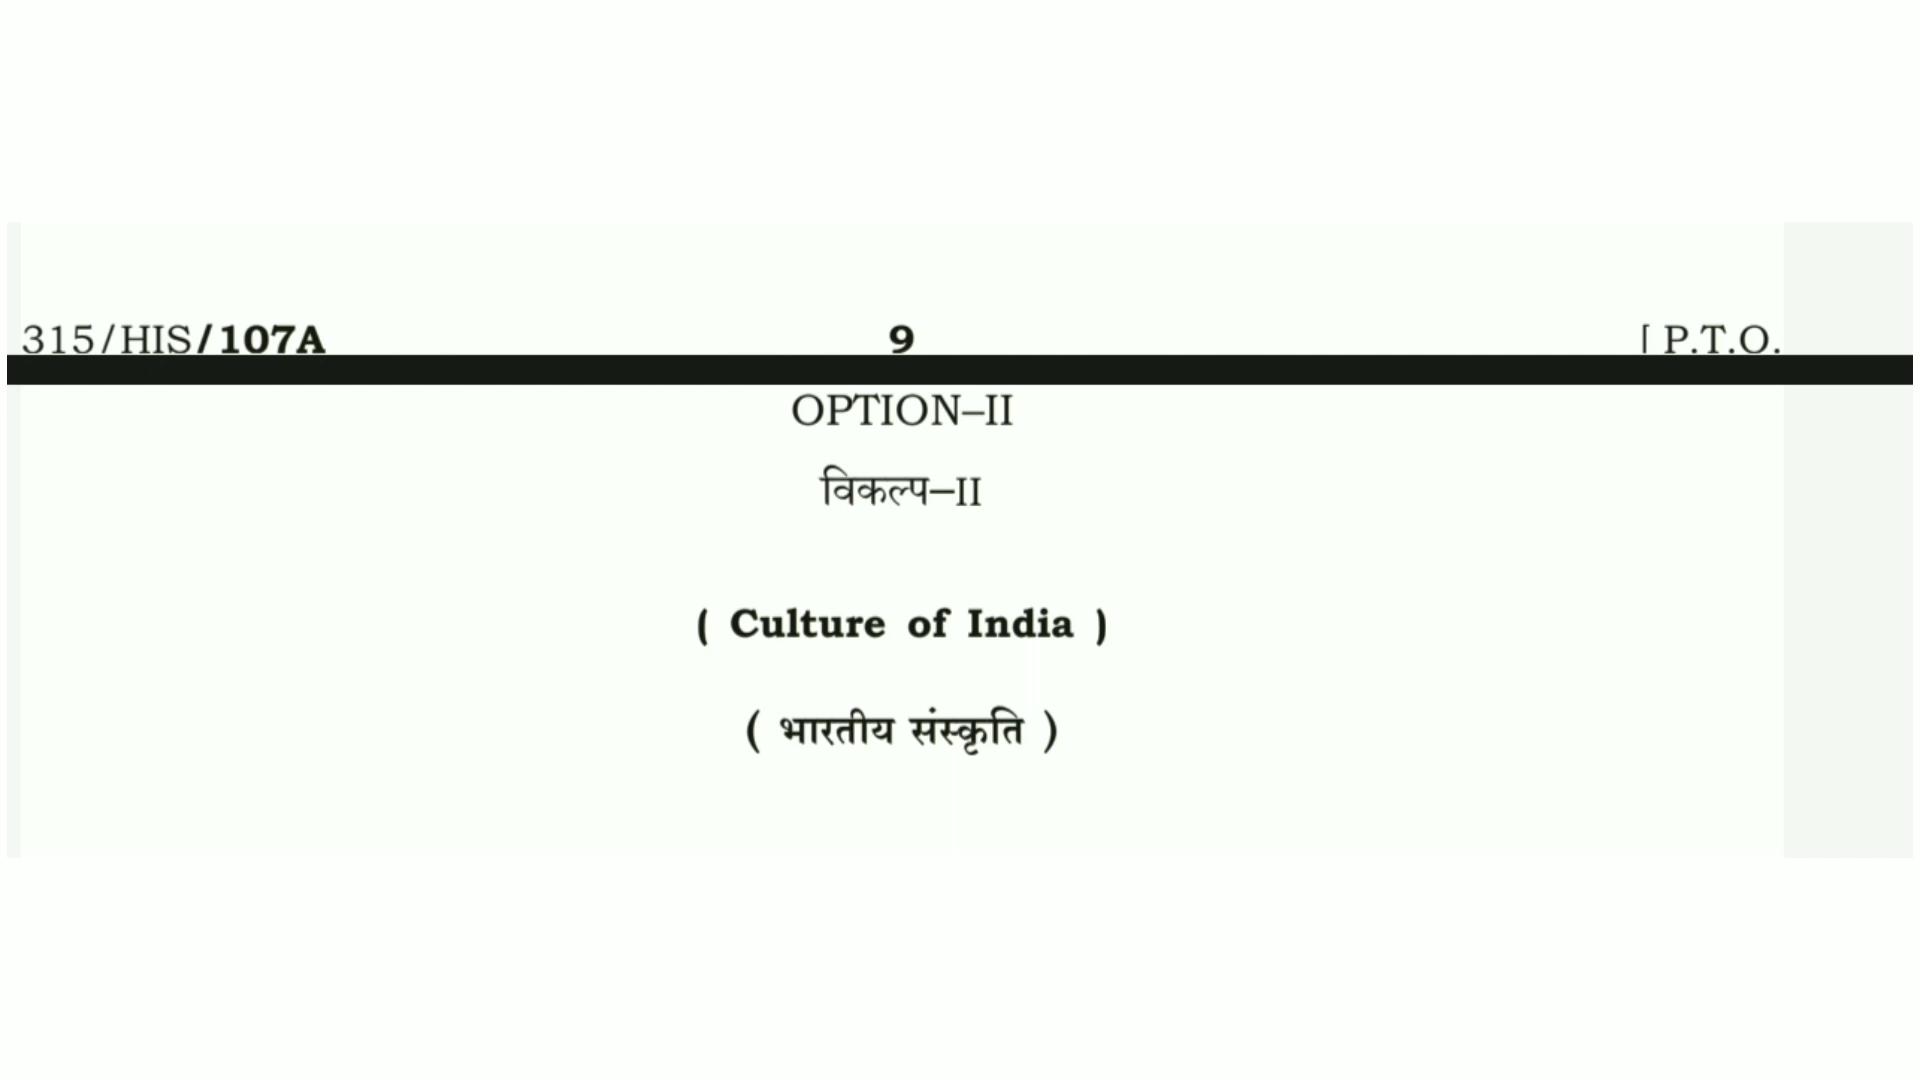 315/HIS/107A 9 [ P.T.O.
OPTION–II
विकल्प–II
( Culture of India )
( भारतीय संस्कृति )